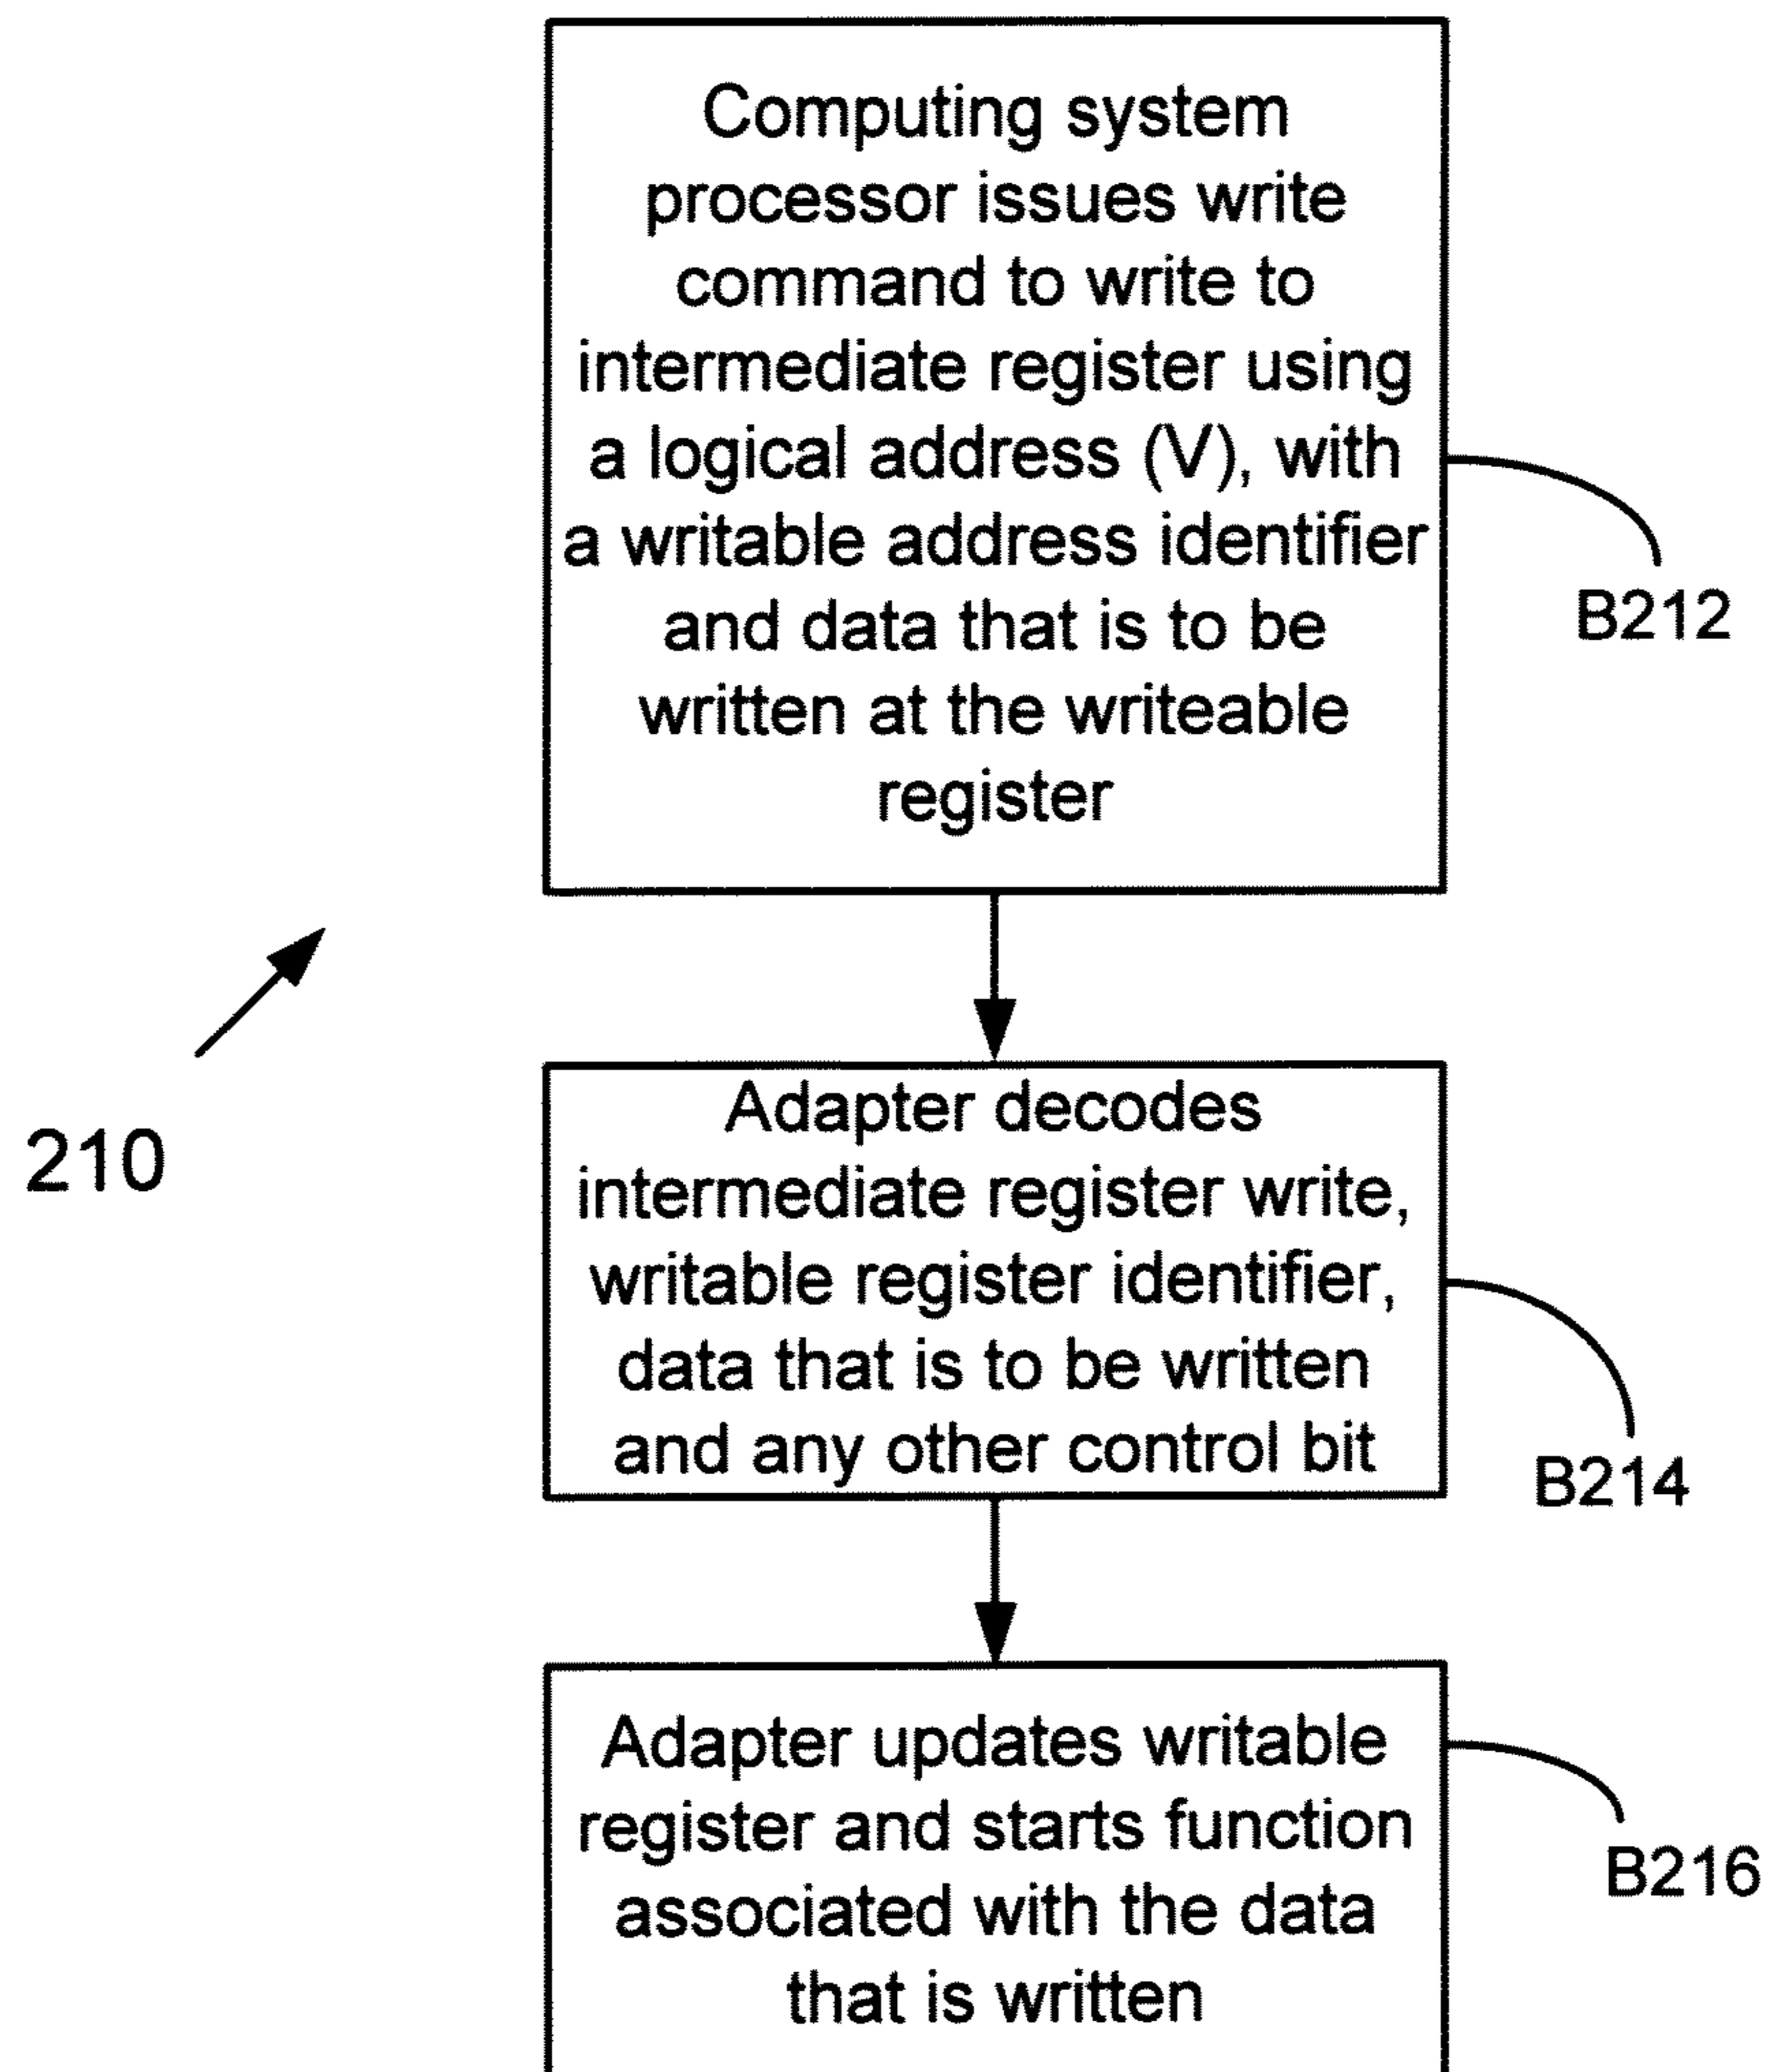 Computing system
processor issues write
command to write to
intermediate register using
a logical address (V), with
a writable address identifier
and data that is to be
written at the writeable
register
B212
210
Adapter decodes
intermediate register write,
writable register identifier,
data that is to be written
and any other control bit
B214
Adapter updates writable
register and starts function
associated with the data
that is written
B216